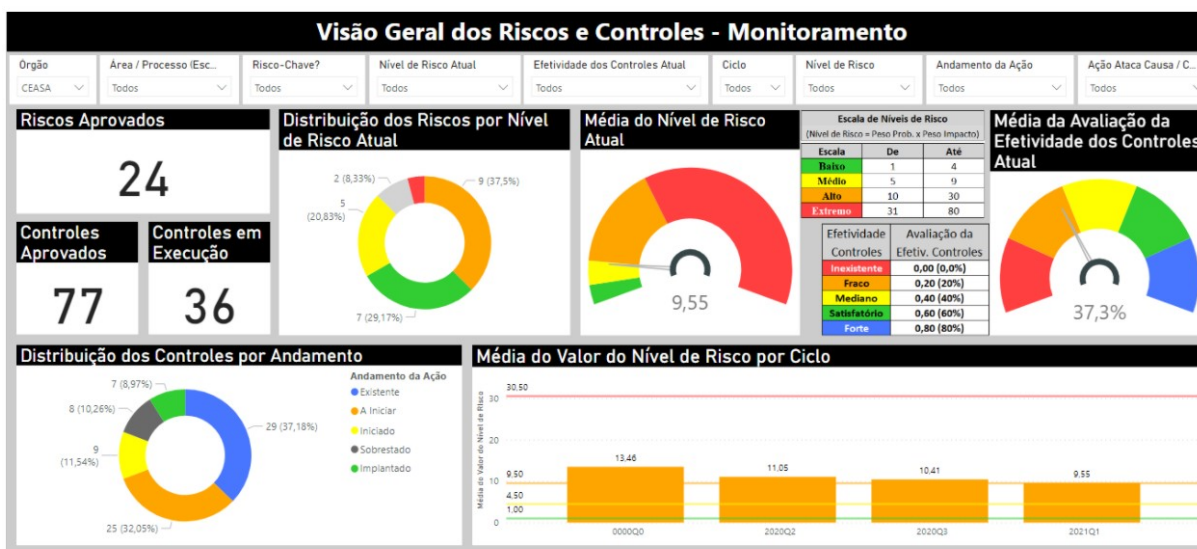 Visão Geral dos Riscos e Controles - Monitoramento
Órgão
CEASA
Área / Processo (Esc...
Todos
Risco-Chave?
Todos
Nível de Risco Atual
Todos
Efetividade dos Controles Atual
Todos
Ciclo
Todos
Nível de Risco
Todos
Andamento da Ação
Todos
Ação Ataca Causa / C...
Todos
Riscos Aprovados
24
Controles
Aprovados
77
Controles em
Execução
36
Distribuição dos Riscos por Nível
de Risco Atual
2 (8,33%)
9 (37,5%)
5
(20,83%)
7 (29,17%)
Média do Nível de Risco
Atual
9,55
Escala de Níveis de Risco
(Nível de Risco = Peso Prob. x Peso Impacto)
Escala De Até
Baixo 1 4
Médio 5 9
Alto 10 30
Extremo 31 80
Efetividade Avaliação da
Controles Efetiv. Controles
Inexistente 0,00 (0,0%)
Fraco 0,20 (20%)
Mediano 0,40 (40%)
Satisfatório 0,60 (60%)
Forte 0,80 (80%)
Média da Avaliação da
Efetividade dos Controles
Atual
37,3%
Distribuição dos Controles por Andamento
7 (8,97%)
8 (10,26%)
9
(11,54%)
25 (32,05%)
29 (37,18%)
Andamento da Ação
Existente
A Iniciar
Iniciado
Sobrestado
Implantado
Média do Valor do Nível de Risco por Ciclo
Média do Valor do Nível de Risco
30
20
10
0
30,50
9,50
4,50
1,00
13,46
11,05
10,41
9,55
0000Q0
2020Q2
2020Q3
2021Q1